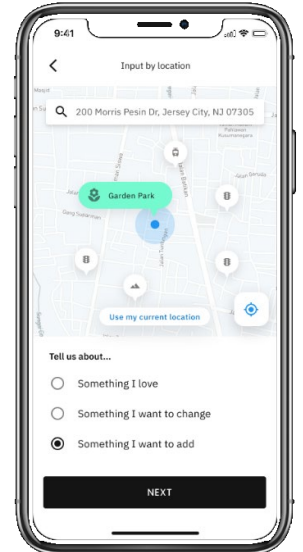 9:41
Input by location
200 Morris Pesin Dr, Jersey City, NJ 07305
Garden Park
Use my current location
Tell us about...
Something I love
Something I want to change
Something I want to add
NEXT